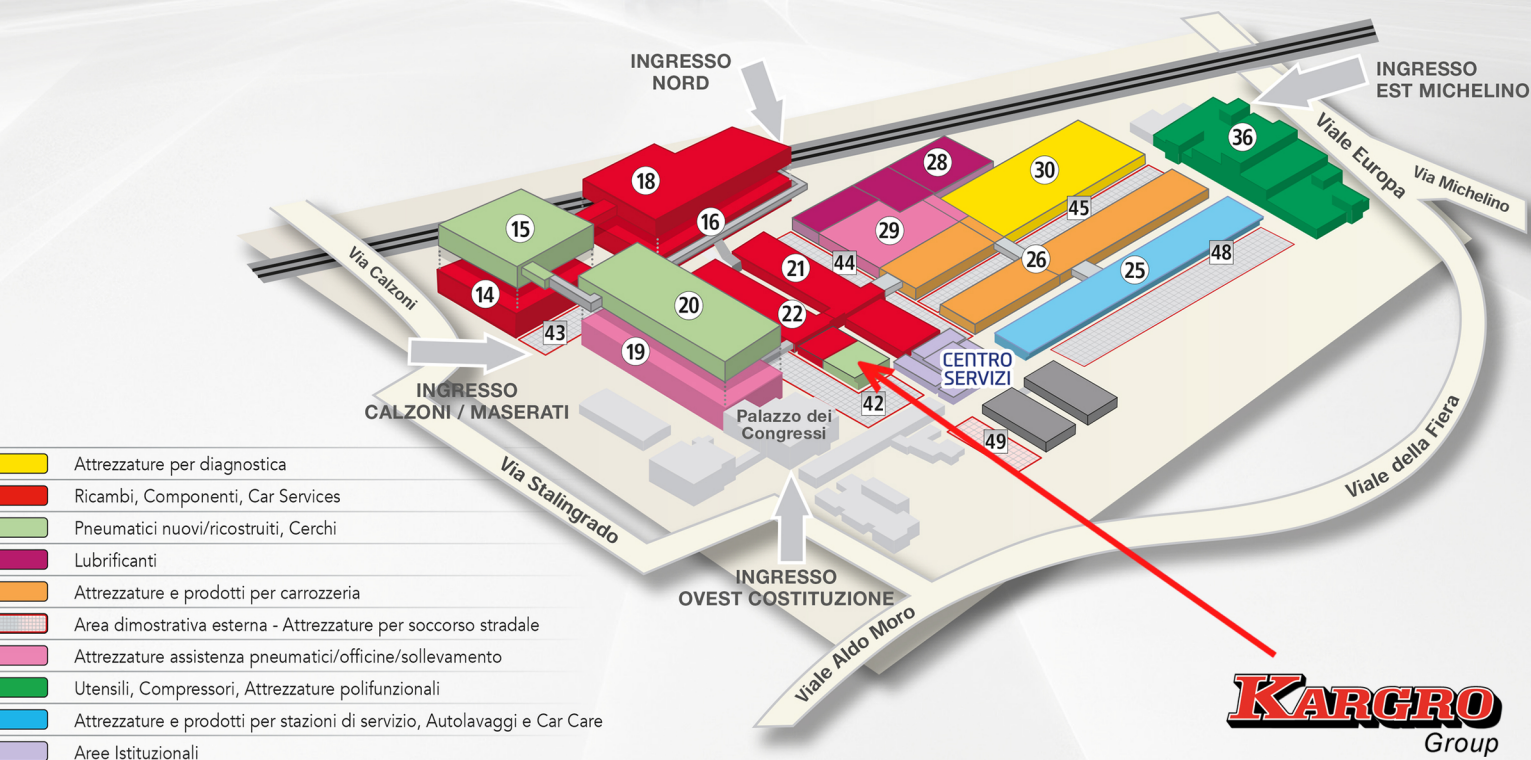 INGRESSO
NORD
INGRESSO
EST MICHELINO
36
Viale Europa
Via Michelino
28
30
18
45
16
15
29
26
48
44
25
21
Via Calzoni
14
20
22
43
19
CENTRO
SERVIZI
INGRESSO
CALZONI / MASERATI
42
Palazzo dei
Congressi
49
Viale della Fiera
Via Stalingrado
INGRESSO
OVEST COSTITUZIONE
Viale Aldo Moro
Attrezzature per diagnostica
Ricambi, Componenti, Car Services
Pneumatici nuovi/ricostruiti, Cerchi
Lubrificanti
Attrezzature e prodotti per carrozzeria
Area dimostrativa esterna - Attrezzature per soccorso stradale
Attrezzature assistenza pneumatici/officine/sollevamento
Utensili, Compressori, Attrezzature polifunzionali
Attrezzature e prodotti per stazioni di servizio, Autolavaggi e Car Care
Aree Istituzionali
KARGRO
Group